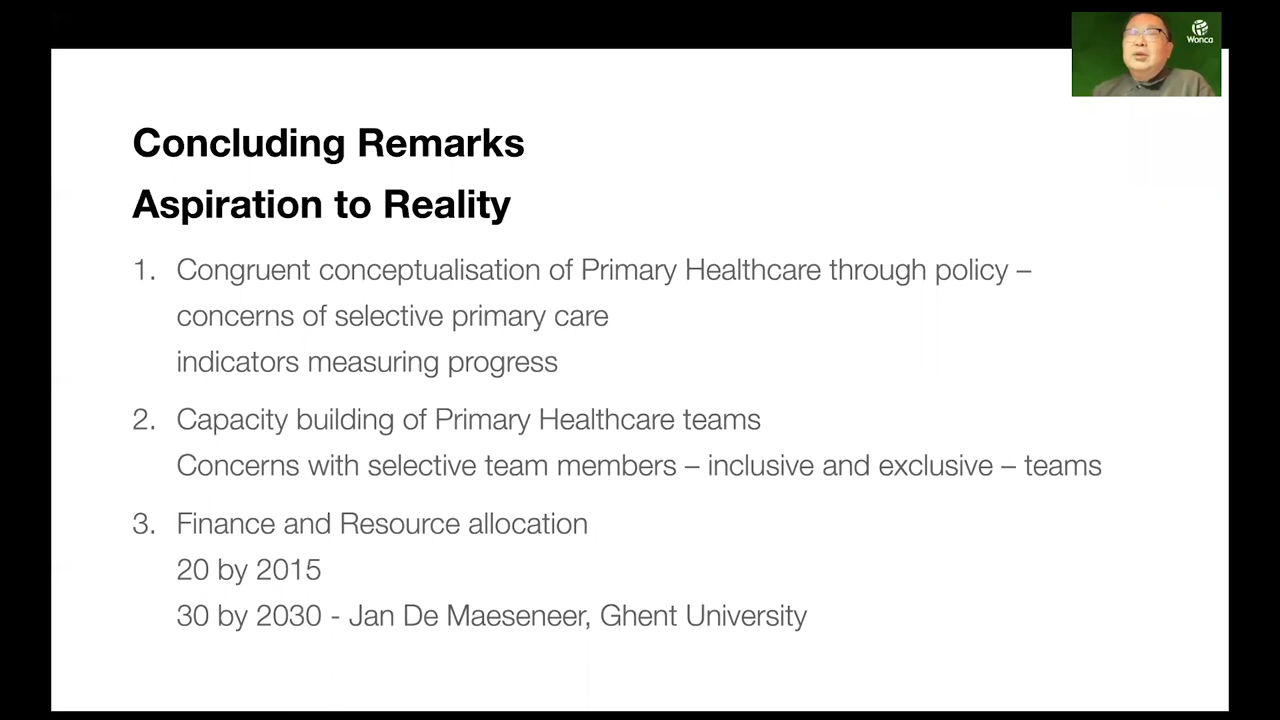 Wonca
Concluding Remarks
Aspiration to Reality
1. Congruent conceptualisation of Primary Healthcare through policy –
concerns of selective primary care
indicators measuring progress
2. Capacity building of Primary Healthcare teams
Concerns with selective team members – inclusive and exclusive – teams
3. Finance and Resource allocation
20 by 2015
30 by 2030 - Jan De Maeseneer, Ghent University